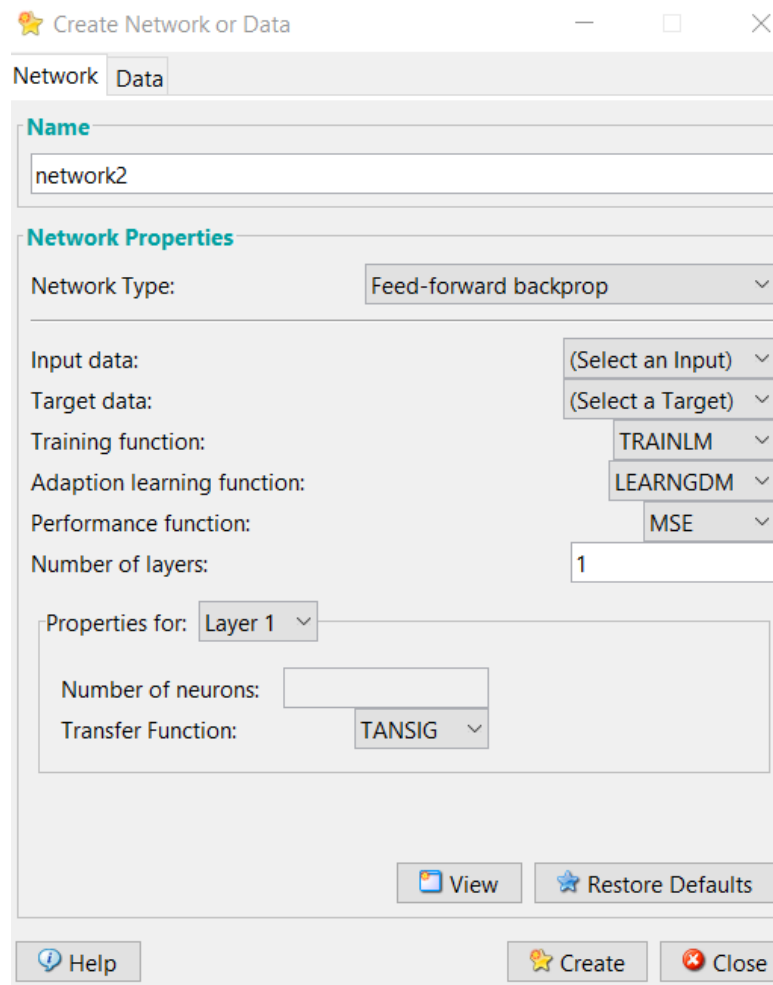 Create Network or Data
Network Data
Name
network2
Network Properties
Network Type: Feed-forward backprop
Input data: (Select an Input)
Target data: (Select a Target)
Training function: TRAINLM
Adaption learning function: LEARNGDM
Performance function: MSE
Number of layers: 1
Properties for: Layer 1
Number of neurons:
Transfer Function: TANSIG
View Restore Defaults
Help Create Close